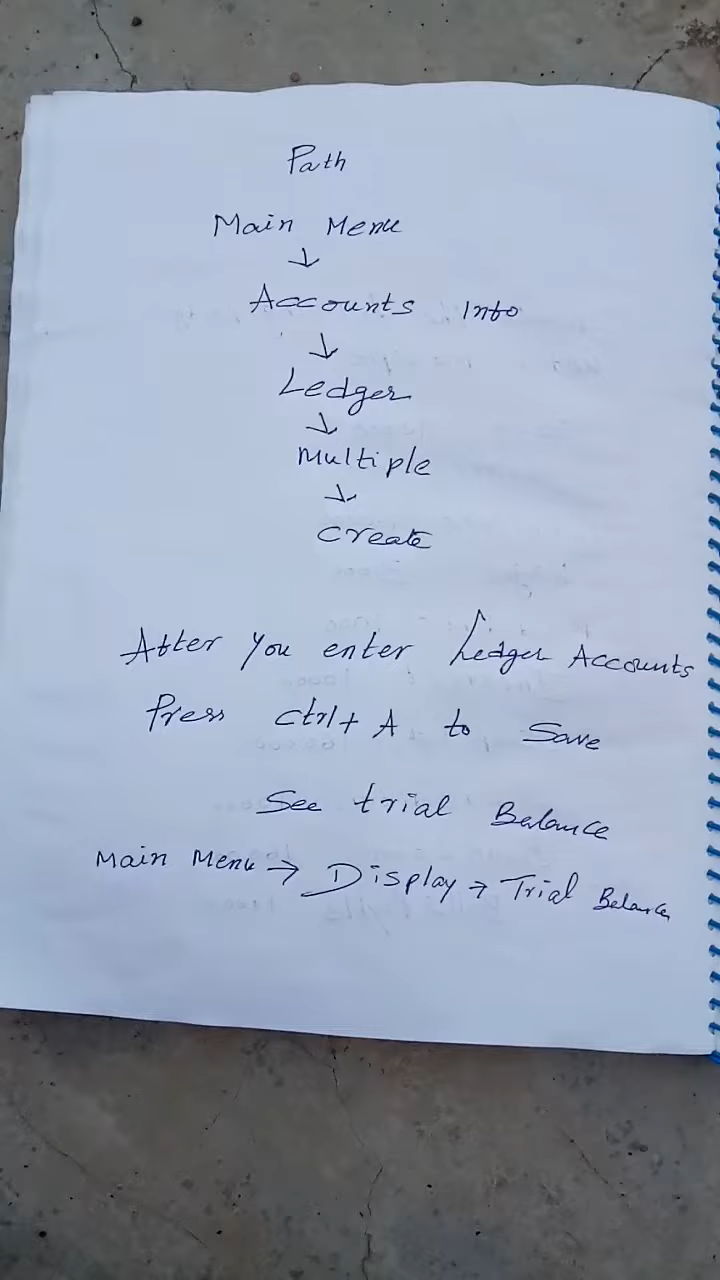 Path
Main Menu
↓
Accounts Info
↓
Ledger
↓
Multiple
↓
Create
After you enter Ledger Accounts
Press Ctrl + A to Save
See trial Balance
Main Menu → Display → Trial Balance